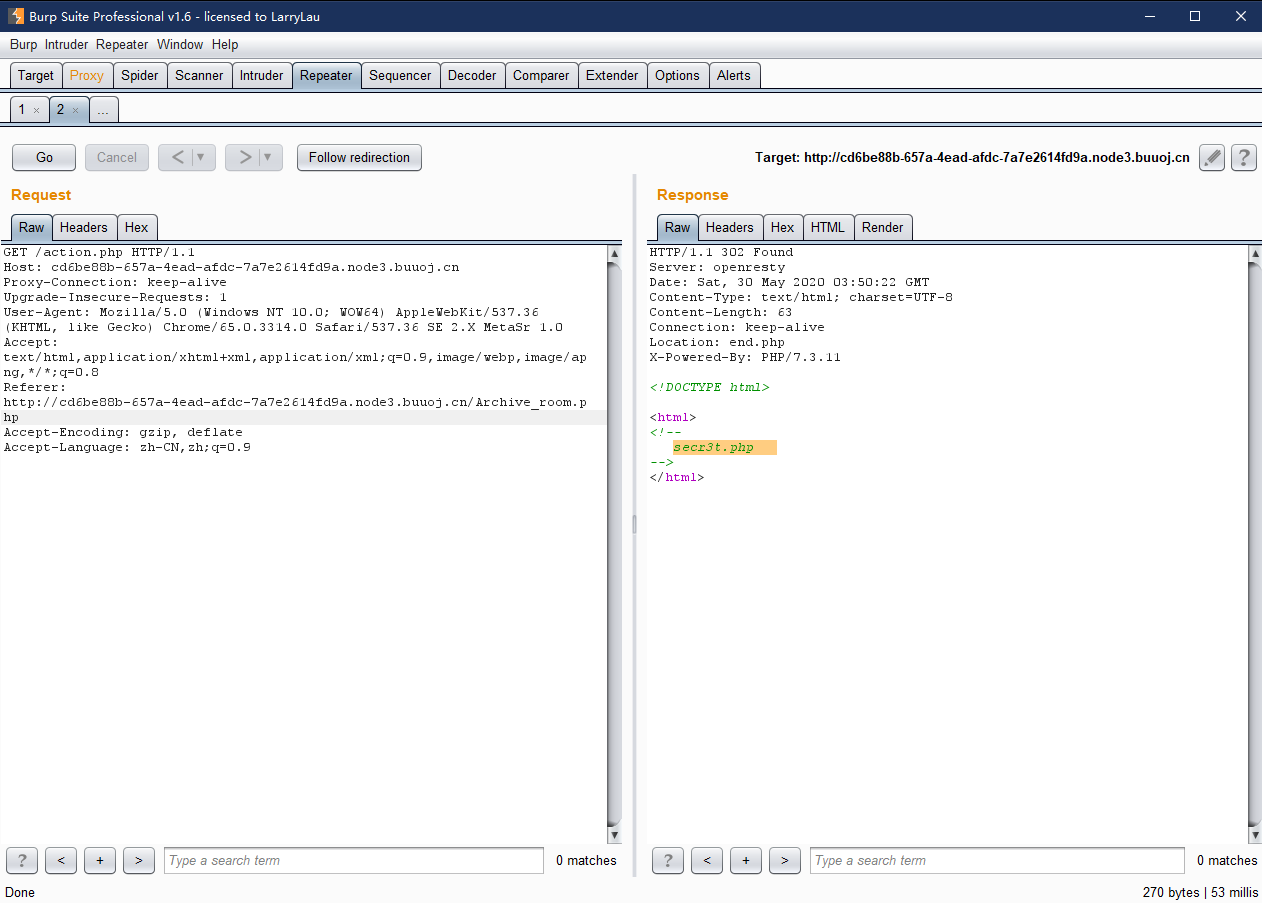 Burp Suite Professional v1.6 - licensed to LarryLau
Burp Intruder Repeater Window Help
Target Proxy Spider Scanner Intruder Repeater Sequencer Decoder Comparer Extender Options Alerts
1 × 2 × ...
Go Cancel < ▼ > ▼ Follow redirection Target: http://cd6be88b-657a-4ead-afdc-7a7e2614fd9a.node3.buuoj.cn ?
Request
Raw Headers Hex
GET /action.php HTTP/1.1
Host: cd6be88b-657a-4ead-afdc-7a7e2614fd9a.node3.buuoj.cn
Proxy-Connection: keep-alive
Upgrade-Insecure-Requests: 1
User-Agent: Mozilla/5.0 (Windows NT 10.0; WOW64) AppleWebKit/537.36
(KHTML, like Gecko) Chrome/65.0.3314.0 Safari/537.36 SE 2.X MetaSr 1.0
Accept:
text/html,application/xhtml+xml,application/xml;q=0.9,image/webp,image/ap
ng,*/*;q=0.8
Referer:
http://cd6be88b-657a-4ead-afdc-7a7e2614fd9a.node3.buuoj.cn/Archive_room.p
hp
Accept-Encoding: gzip, deflate
Accept-Language: zh-CN,zh;q=0.9
? < + > Type a search term 0 matches
Response
Raw Headers Hex HTML Render
HTTP/1.1 302 Found
Server: openresty
Date: Sat, 30 May 2020 03:50:22 GMT
Content-Type: text/html; charset=UTF-8
Content-Length: 63
Connection: keep-alive
Location: end.php
X-Powered-By: PHP/7.3.11
<!DOCTYPE html>
<html>
<!--
secr3t.php
-->
</html>
? < + > Type a search term 0 matches
Done 270 bytes | 53 millis